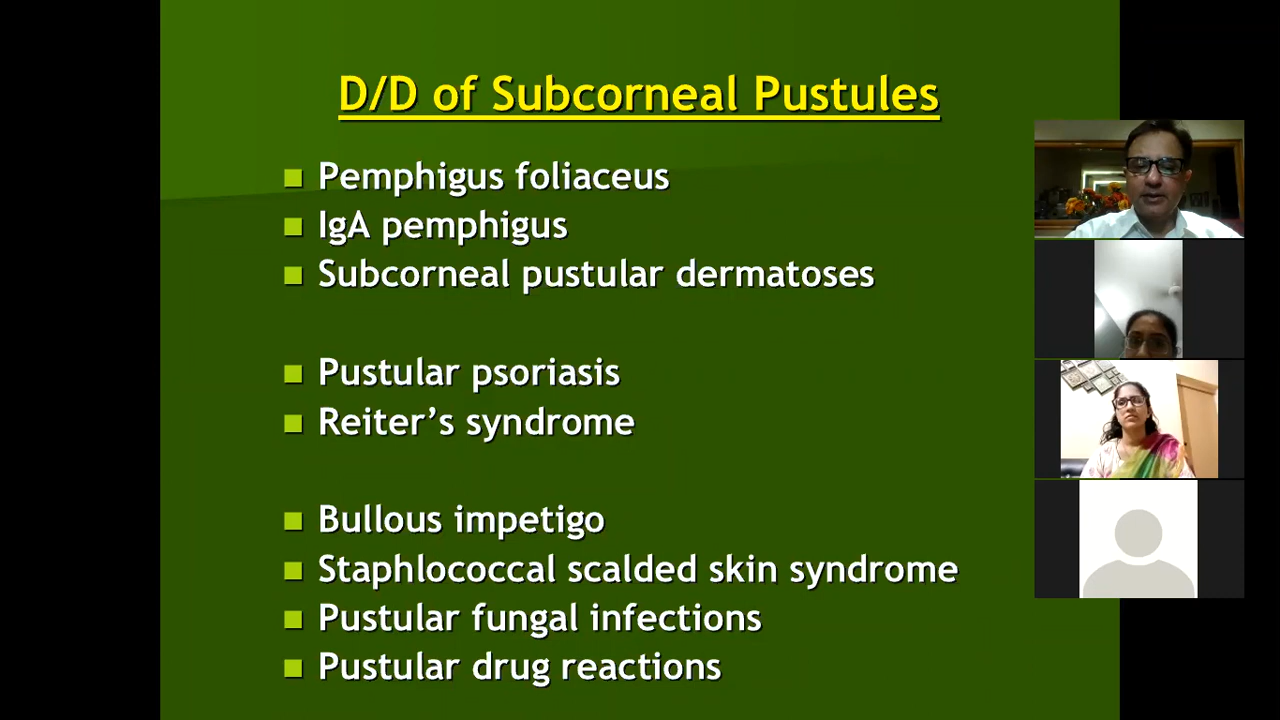 D/D of Subcorneal Pustules
Pemphigus foliaceus
IgA pemphigus
Subcorneal pustular dermatoses
Pustular psoriasis
Reiter’s syndrome
Bullous impetigo
Staphlococcal scalded skin syndrome
Pustular fungal infections
Pustular drug reactions